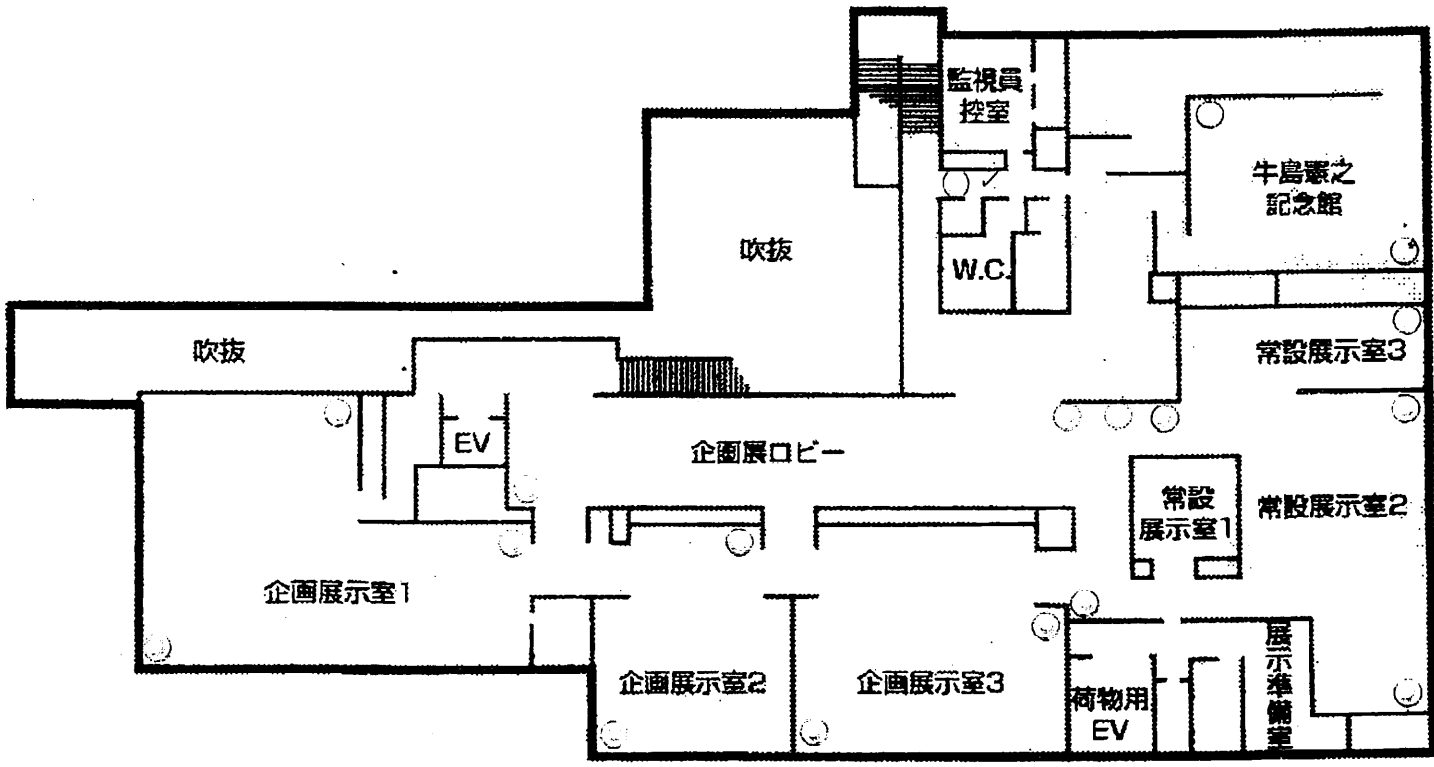 監視員
控室
牛島憲之
記念館
吹抜
W.C.
吹抜
常設展示室3
EV
企画展ロビー
常設
展示室1
常設展示室2
企画展示室1
企画展示室2
企画展示室3
荷物用
EV
展示準備室